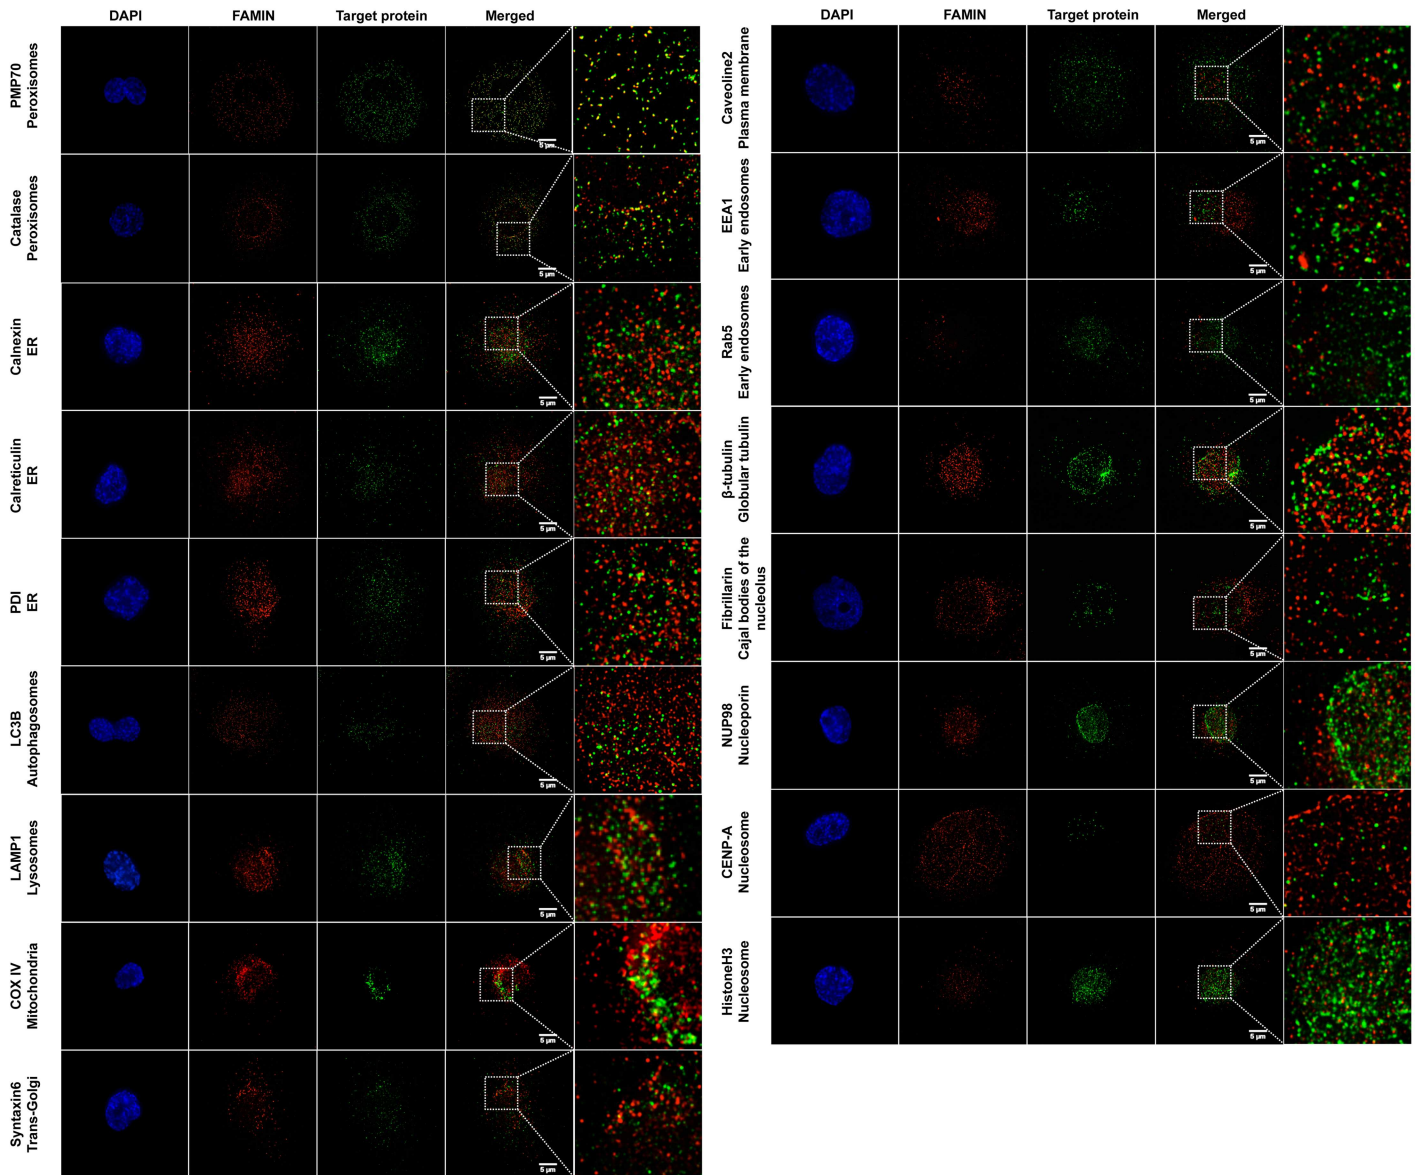 DAPI FAMIN Target protein Merged
PMP70
Peroxisomes
5 µm
Catalase
Peroxisomes
5 µm
Calnexin
ER
5 µm
Calreticulin
ER
5 µm
PDI
ER
5 µm
LC3B
Autophagosomes
5 µm
LAMP1
Lysosomes
5 µm
COX IV
Mitochondria
5 µm
Syntaxin6
Trans-Golgi
5 µm
DAPI FAMIN Target protein Merged
Caveoline2
Plasma membrane
5 µm
EEA1
Early endosomes
5 µm
Rab5
Early endosomes
5 µm
β-tubulin
Globular tubulin
5 µm
Fibrillarin
Cajal bodies of the
nucleolus
5 µm
NUP98
Nucleoporin
5 µm
CENP-A
Nucleosome
5 µm
HistoneH3
Nucleosome
5 µm